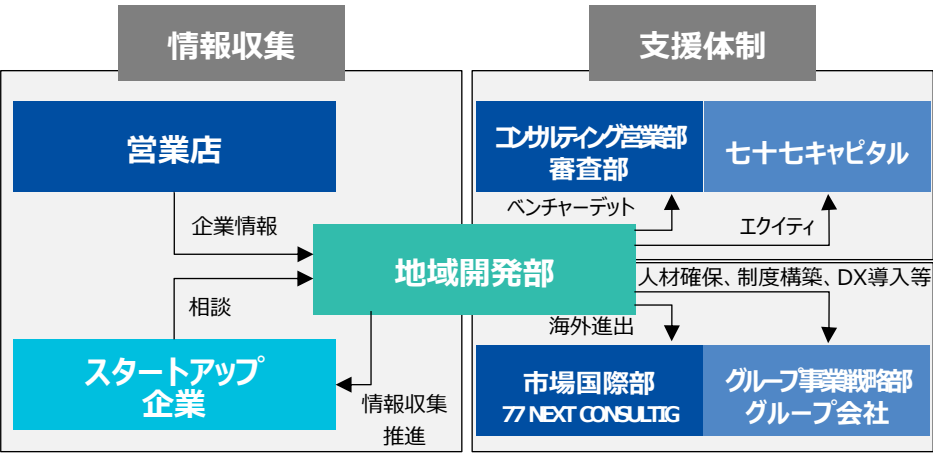 情報収集
支援体制
営業店
企業情報
相談
スタートアップ
企業
情報収集
推進
地域開発部
コンサルティング営業部
審査部
七十七キャピタル
ベンチャーデット
エクイティ
人材確保、制度構築、DX導入等
海外進出
市場国際部
77 NEXT CONSULTIG
グループ事業戦略部
グループ会社